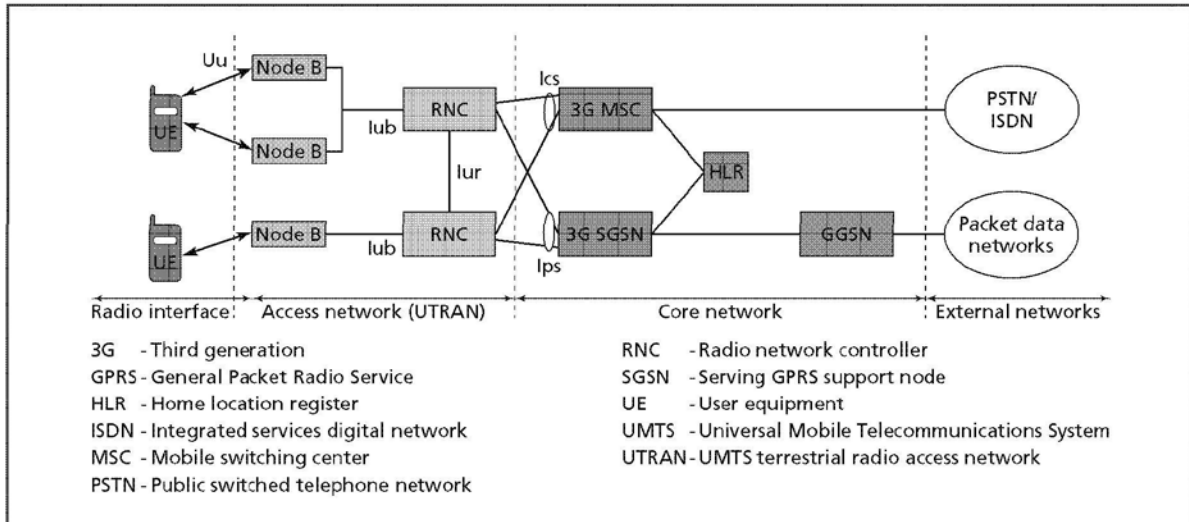 Uu
Node B
UE
Node B
Iub
RNC
Ics
3G MSC
PSTN/
ISDN
Iur
HLR
UE
Node B
Iub
RNC
3G SGSN
Ips
GGSN
Packet data
networks
Radio interface
Access network (UTRAN)
Core network
External networks
3G - Third generation
GPRS - General Packet Radio Service
HLR - Home location register
ISDN - Integrated services digital network
MSC - Mobile switching center
PSTN - Public switched telephone network
RNC - Radio network controller
SGSN - Serving GPRS support node
UE - User equipment
UMTS - Universal Mobile Telecommunications System
UTRAN - UMTS terrestrial radio access network